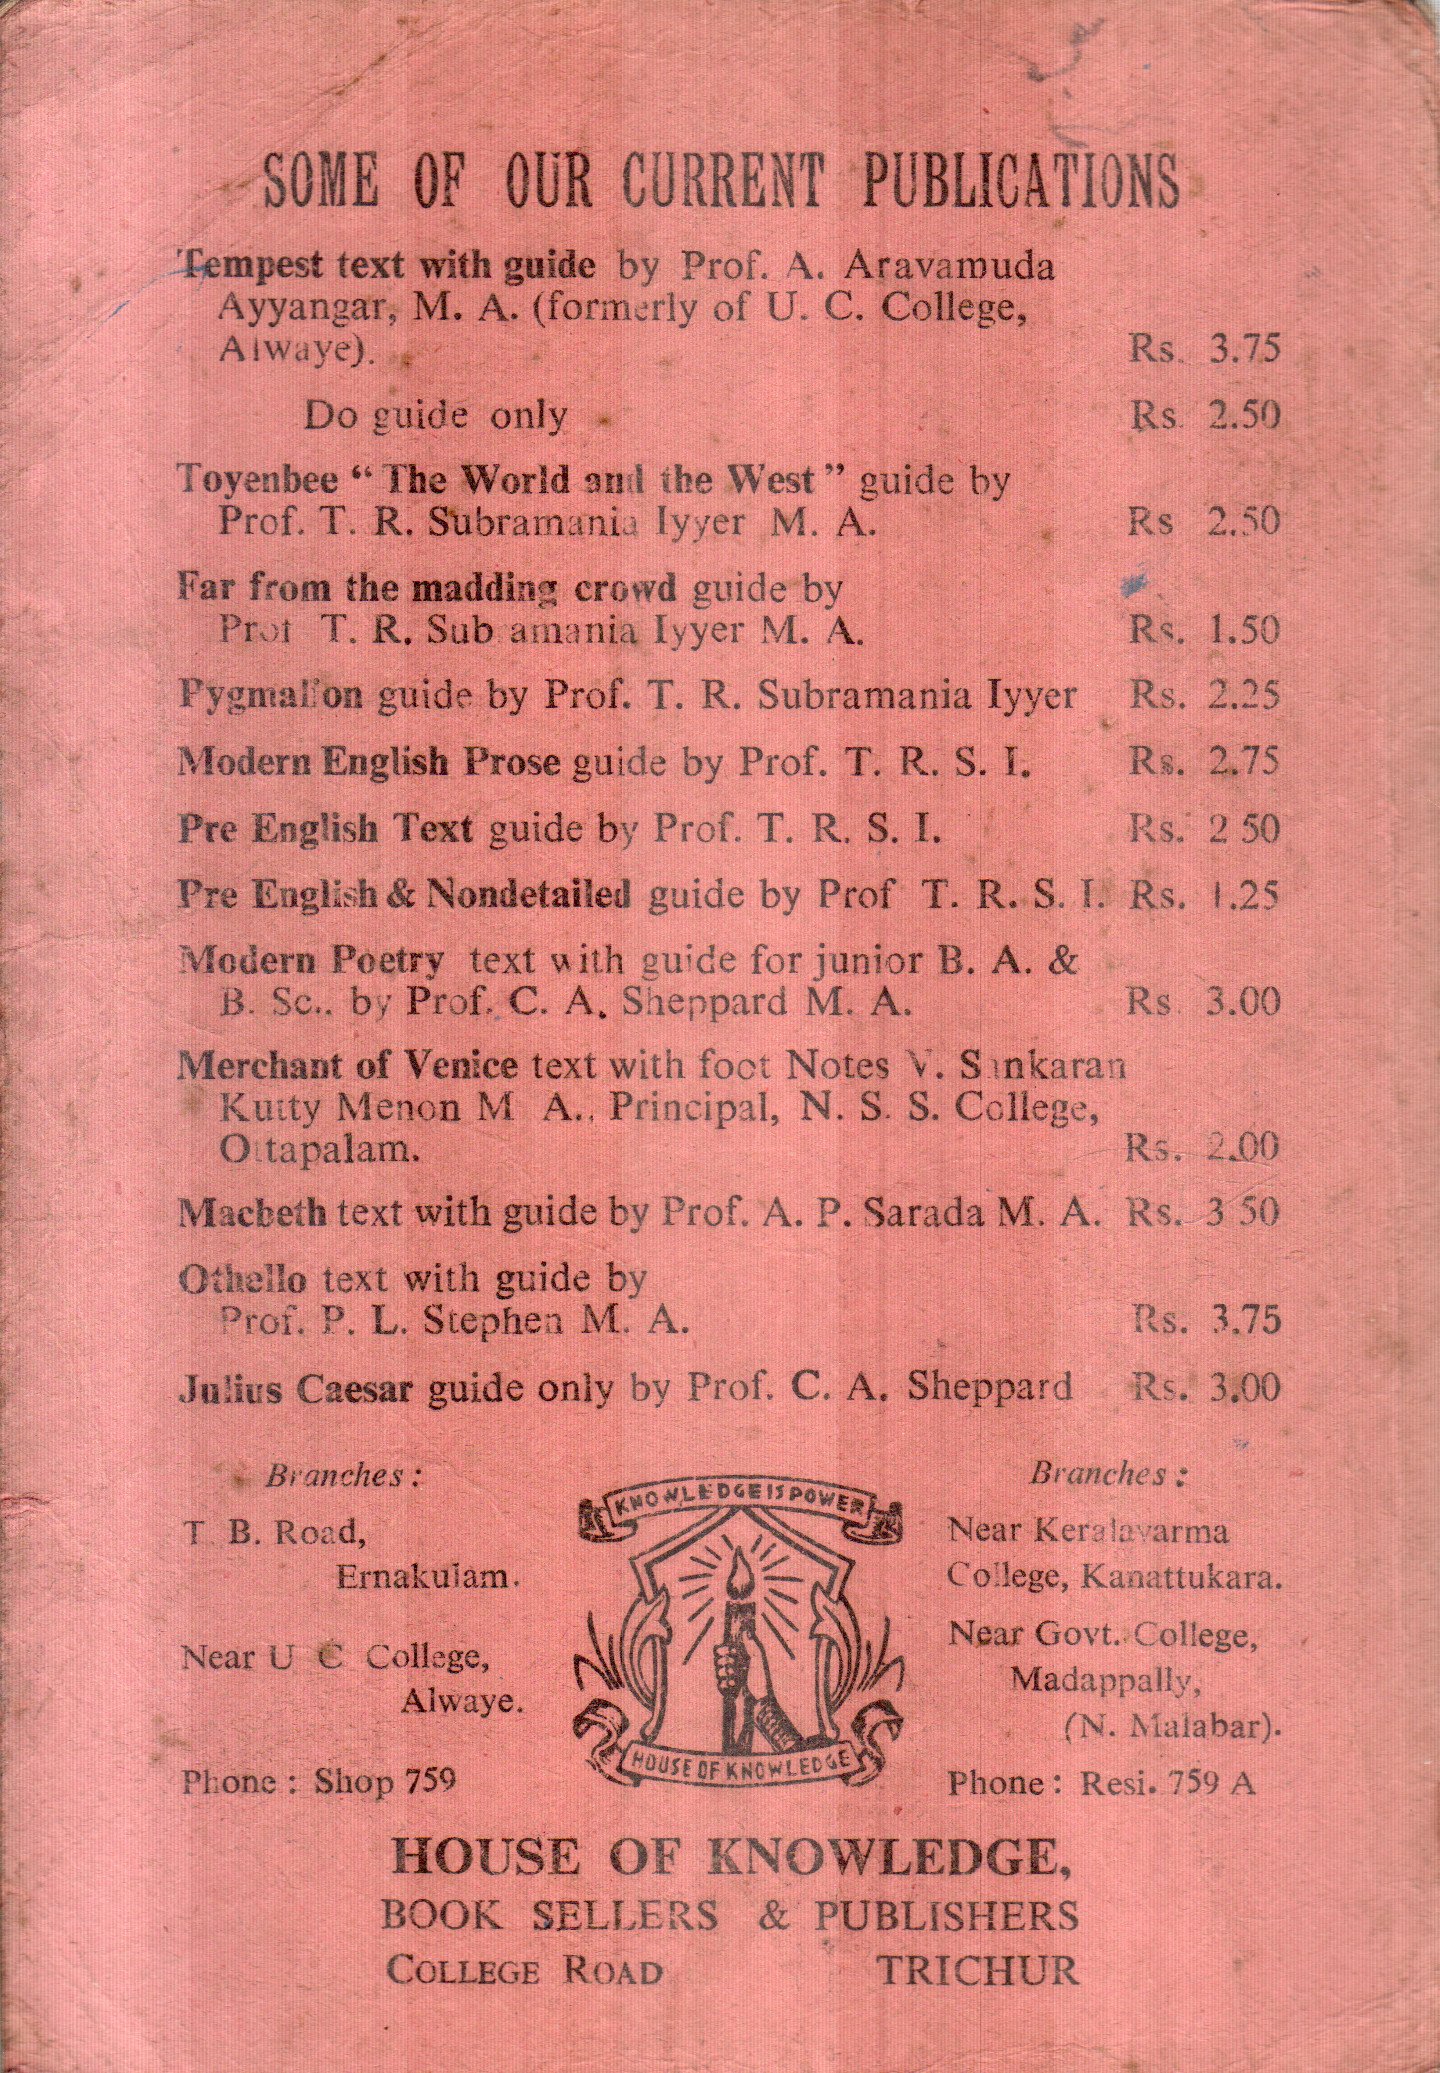 SOME OF OUR CURRENT PUBLICATIONS
Tempest text with guide by Prof. A. Aravamuda
Ayyangar, M. A. (formerly of U. C. College,
Alwaye). Rs. 3.75
Do guide only Rs. 2.50
Toyenbee “ The World and the West ” guide by
Prof. T. R. Subramania Iyyer M. A. Rs 2.50
Far from the madding crowd guide by
Prof T. R. Subramania Iyyer M. A. Rs. 1.50
Pygmalion guide by Prof. T. R. Subramania Iyyer Rs. 2.25
Modern English Prose guide by Prof. T. R. S. I. Rs. 2.75
Pre English Text guide by Prof. T. R. S. I. Rs. 2 50
Pre English & Nondetailed guide by Prof T. R. S. I. Rs. 1.25
Modern Poetry text with guide for junior B. A. &
B. Sc., by Prof. C. A. Sheppard M. A. Rs. 3.00
Merchant of Venice text with foot Notes V. Sankaran
Kutty Menon M A., Principal, N. S. S. College,
Ottapalam. Rs. 2.00
Macbeth text with guide by Prof. A. P. Sarada M. A. Rs. 3 50
Othello text with guide by
Prof. P. L. Stephen M. A. Rs. 3.75
Julius Caesar guide only by Prof. C. A. Sheppard Rs. 3.00
Branches :
T. B. Road,
Ernakulam.
Near U C College,
Alwaye.
Phone : Shop 759
KNOWLEDGE IS POWER
HOUSE OF KNOWLEDGE
Branches :
Near Keralavarma
College, Kanattukara.
Near Govt. College,
Madappally,
(N. Malabar).
Phone : Resi. 759 A
HOUSE OF KNOWLEDGE,
BOOK SELLERS & PUBLISHERS
COLLEGE ROAD TRICHUR